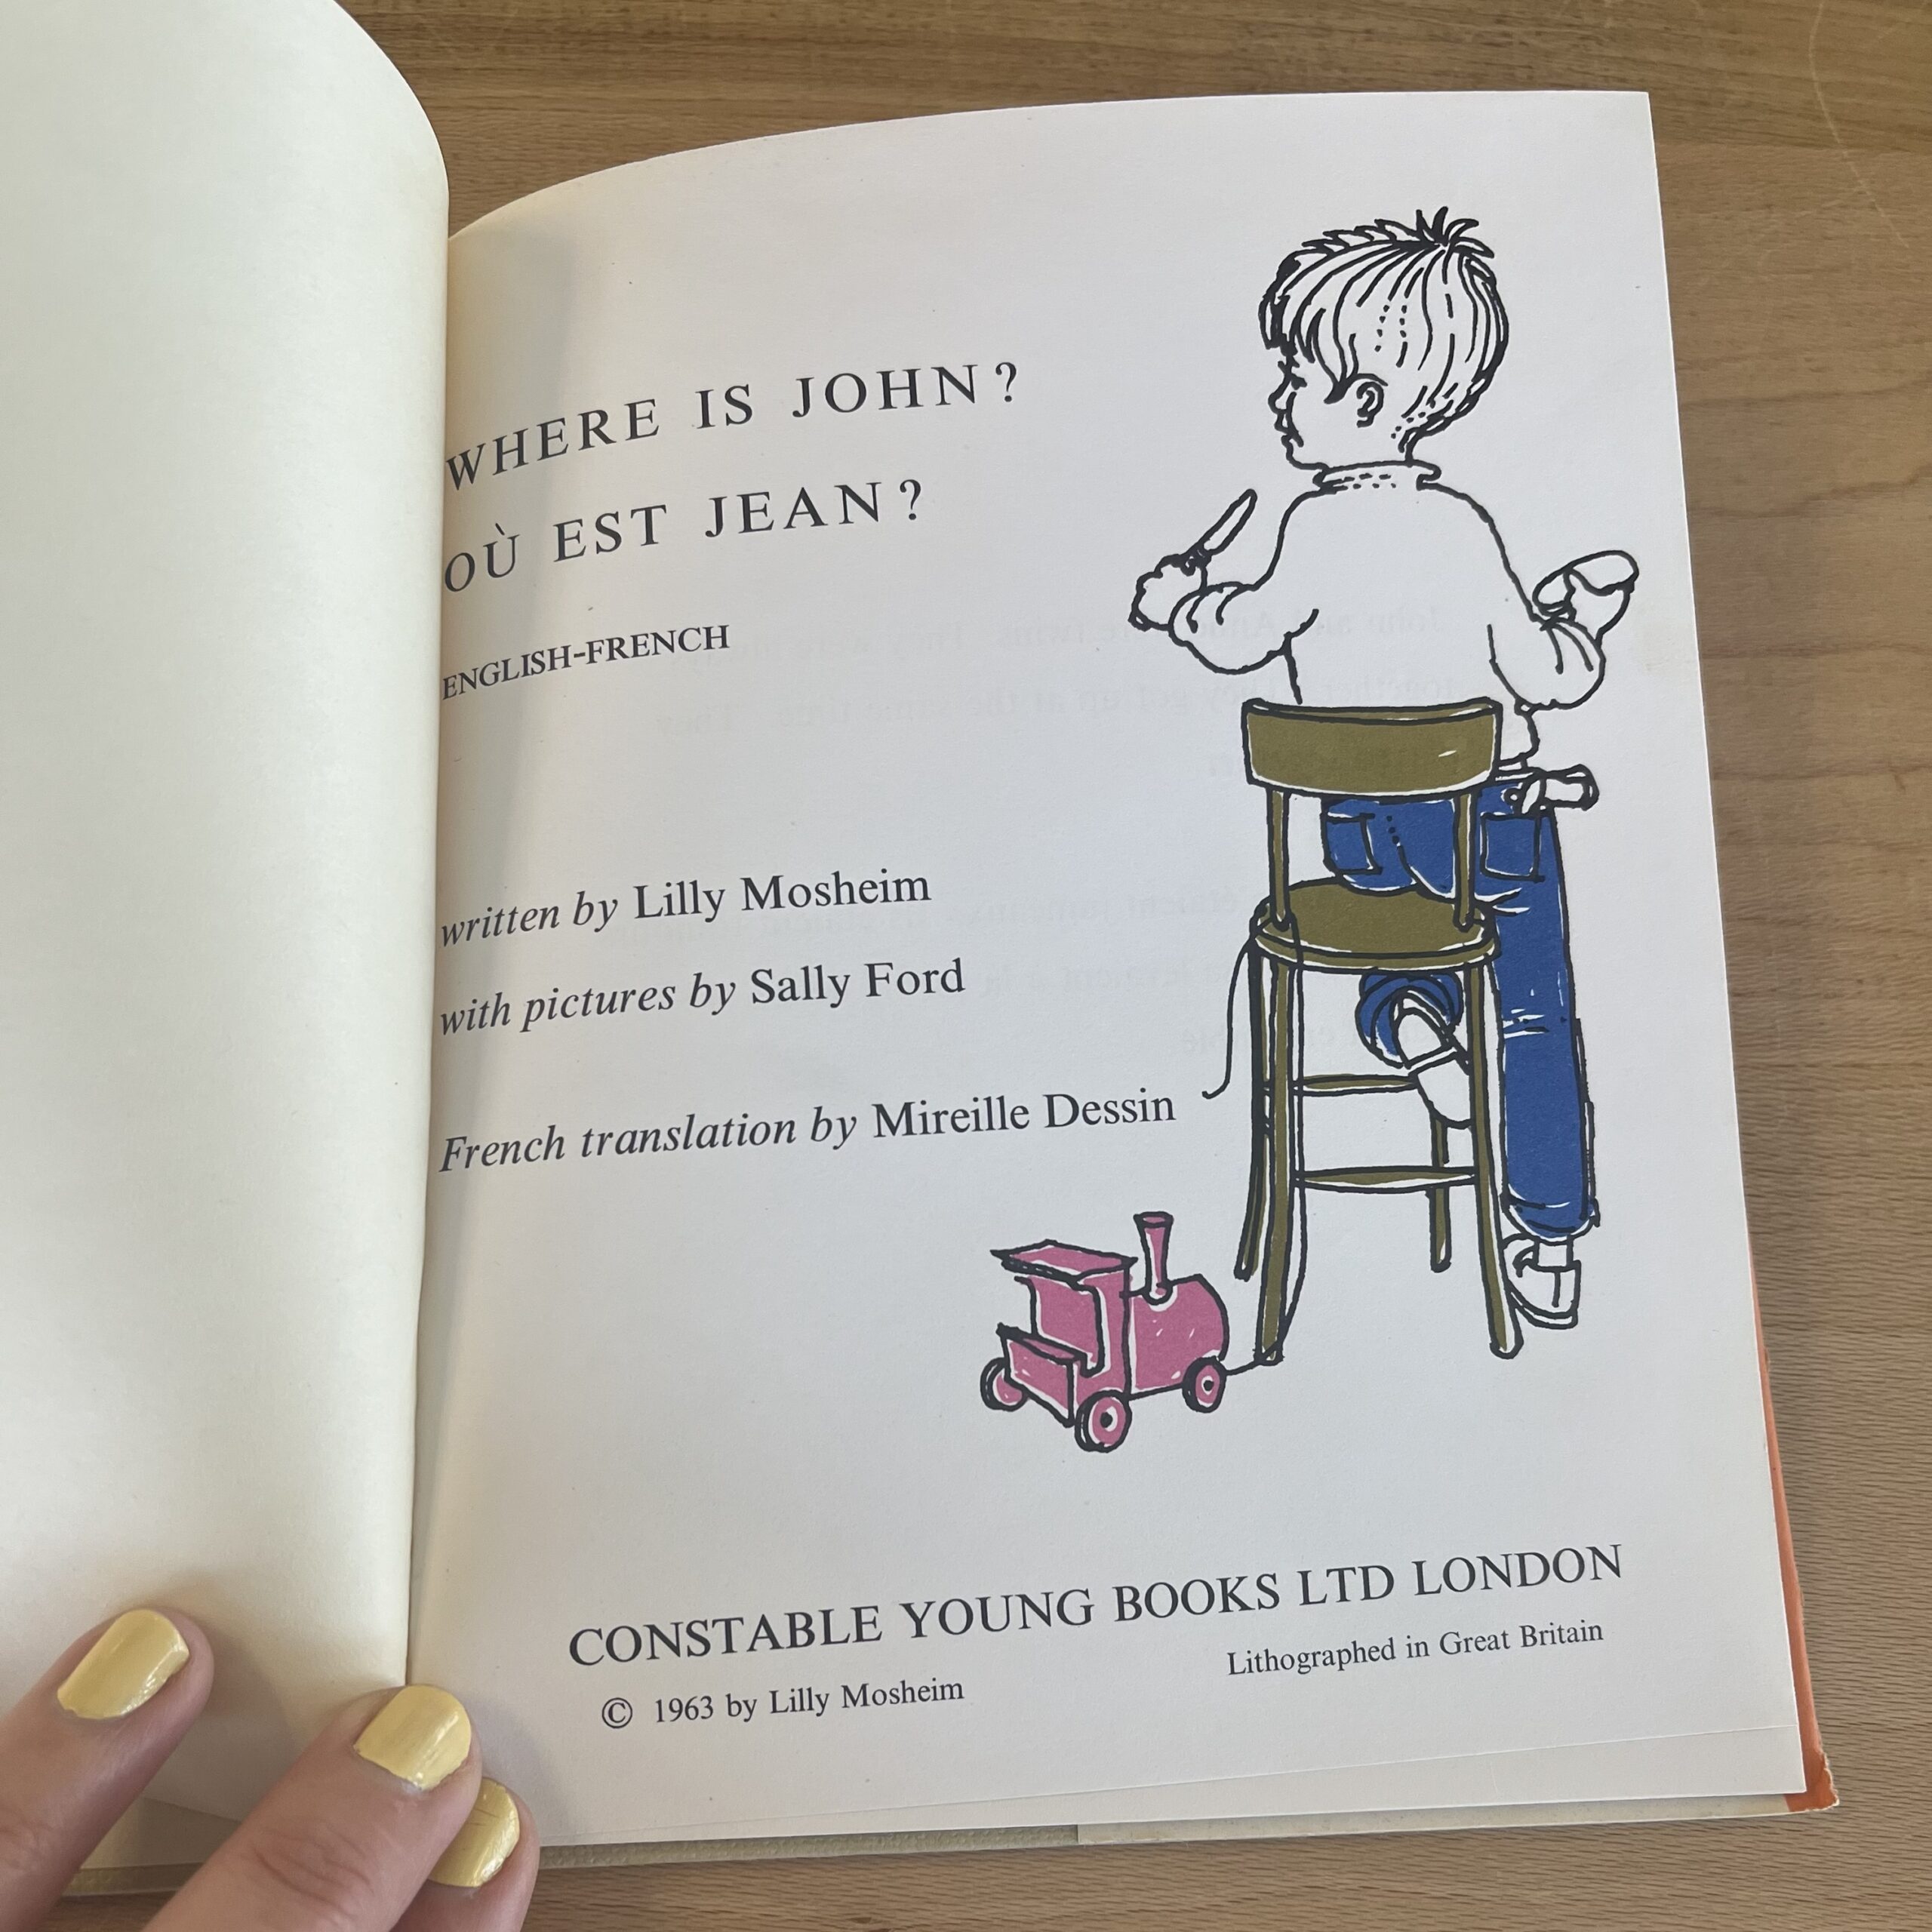 WHERE IS JOHN?
OÙ EST JEAN?
ENGLISH-FRENCH
written by Lilly Mosheim
with pictures by Sally Ford
French translation by Mireille Dessin
CONSTABLE YOUNG BOOKS LTD LONDON
© 1963 by Lilly Mosheim
Lithographed in Great Britain